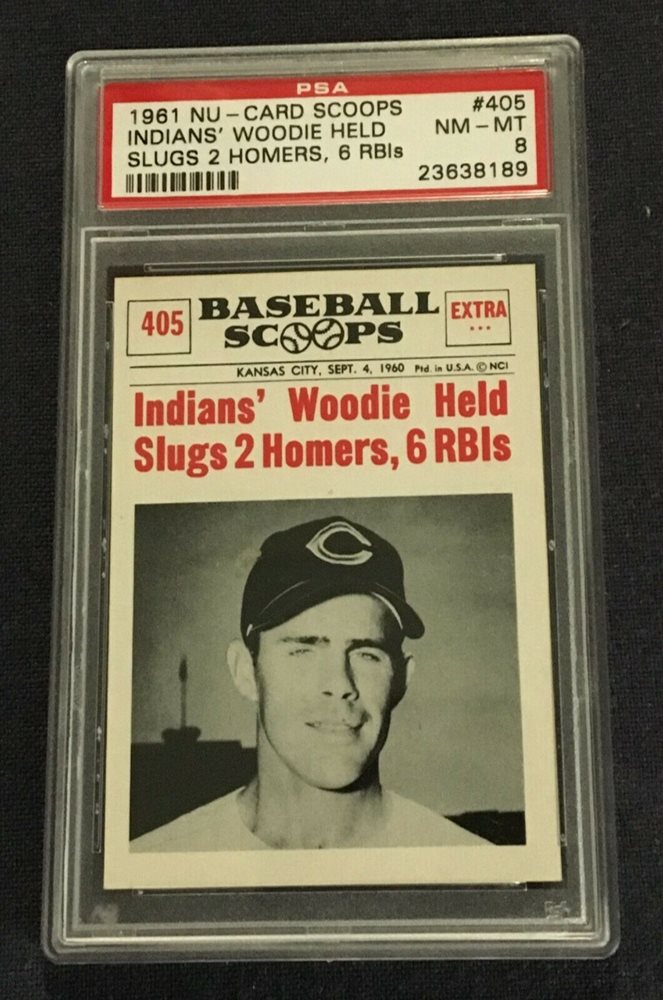 PSA
1961 NU-CARD SCOOPS #405
INDIANS' WOODIE HELD NM-MT
SLUGS 2 HOMERS, 6 RBIs 8
23638189
405
BASEBALL
SCOOPS
EXTRA
...
KANSAS CITY, SEPT. 4, 1960 Ptd. in U.S.A. © NCI
Indians' Woodie Held
Slugs 2 Homers, 6 RBIs
C